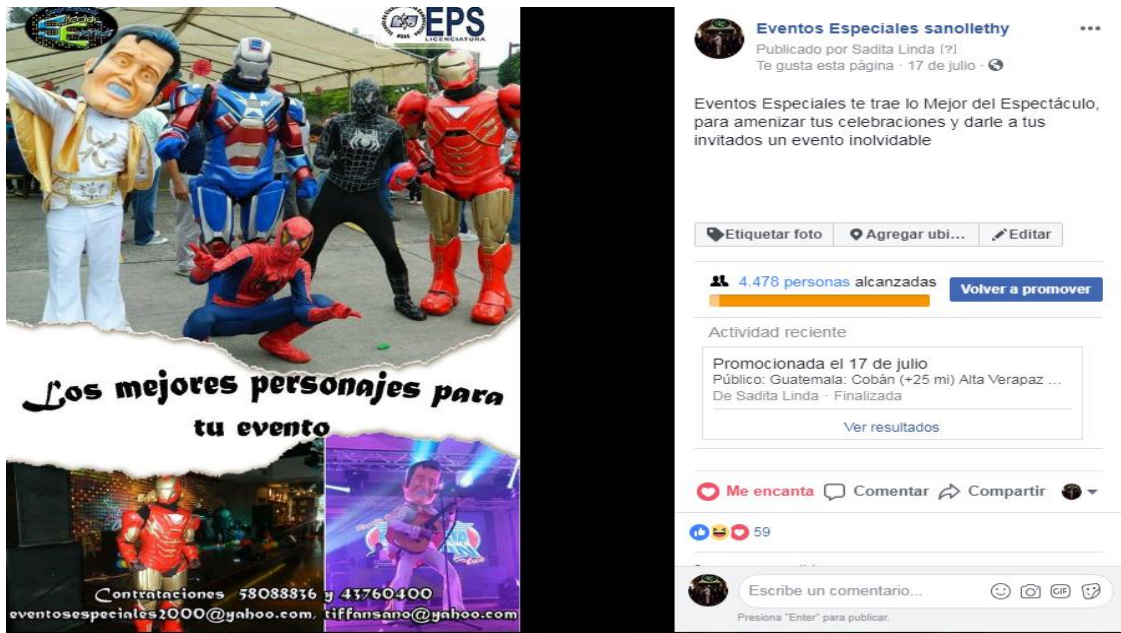 EPS
LICENCIATURA
Los mejores personajes para
tu evento
Contrataciones 58088836 y 43760400
eventosespeciales2000@yahoo.com, tiffansano@yahoo.com
Eventos Especiales sanollethy
Publicado por Sadita Linda [?]
Te gusta esta página · 17 de julio ·
Eventos Especiales te trae lo Mejor del Espectáculo,
para amenizar tus celebraciones y darle a tus
invitados un evento inolvidable
Etiquetar foto Agregar ubi... Editar
4.478 personas alcanzadas
Volver a promover
Actividad reciente
Promocionada el 17 de julio
Público: Guatemala: Cobán (+25 mi) Alta Verapaz ...
De Sadita Linda · Finalizada
Ver resultados
Me encanta Comentar Compartir
59
Escribe un comentario...
GIF
Presiona "Enter" para publicar.